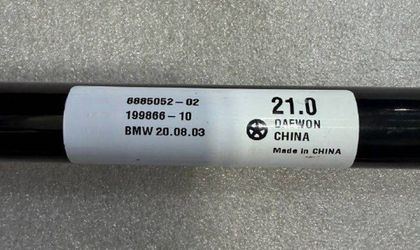 6885052-02
199866-10
BMW 20.08.03
21.0
DAEWON
CHINA
Made in CHINA